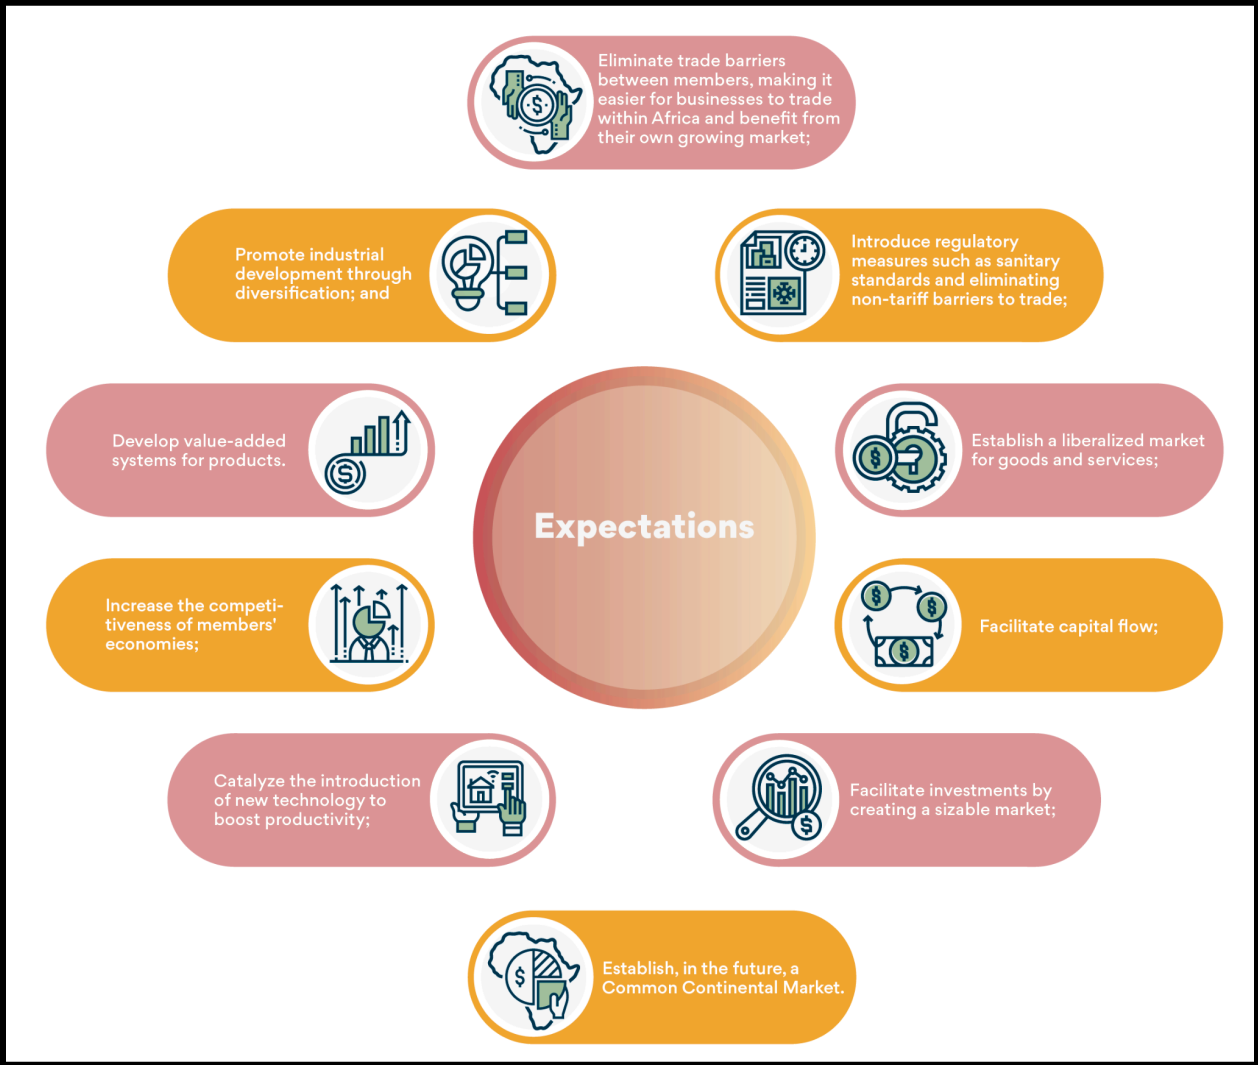 Eliminate trade barriers
between members, making it
easier for businesses to trade
within Africa and benefit from
their own growing market;
Promote industrial
development through
diversification; and
Introduce regulatory
measures such as sanitary
standards and eliminating
non-tariff barriers to trade;
Develop value-added
systems for products.
Establish a liberalized market
for goods and services;
Expectations
Increase the competi-
tiveness of members'
economies;
Facilitate capital flow;
Catalyze the introduction
of new technology to
boost productivity;
Facilitate investments by
creating a sizable market;
Establish, in the future, a
Common Continental Market.